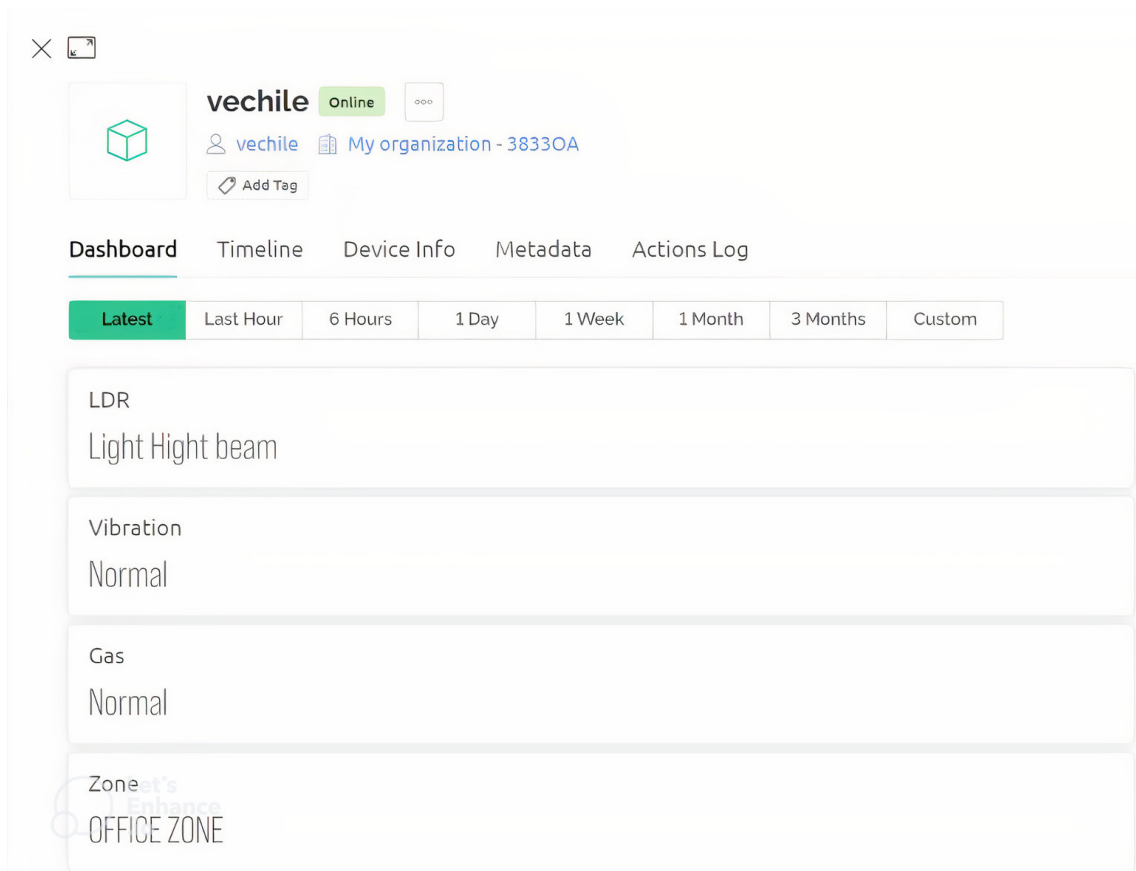 vechile Online
vechile My organization - 3833OA
Add Tag
Dashboard Timeline Device Info Metadata Actions Log
Latest Last Hour 6 Hours 1 Day 1 Week 1 Month 3 Months Custom
LDR
Light Hight beam
Vibration
Normal
Gas
Normal
Zone
Let's
Enhance
OFFICE ZONE